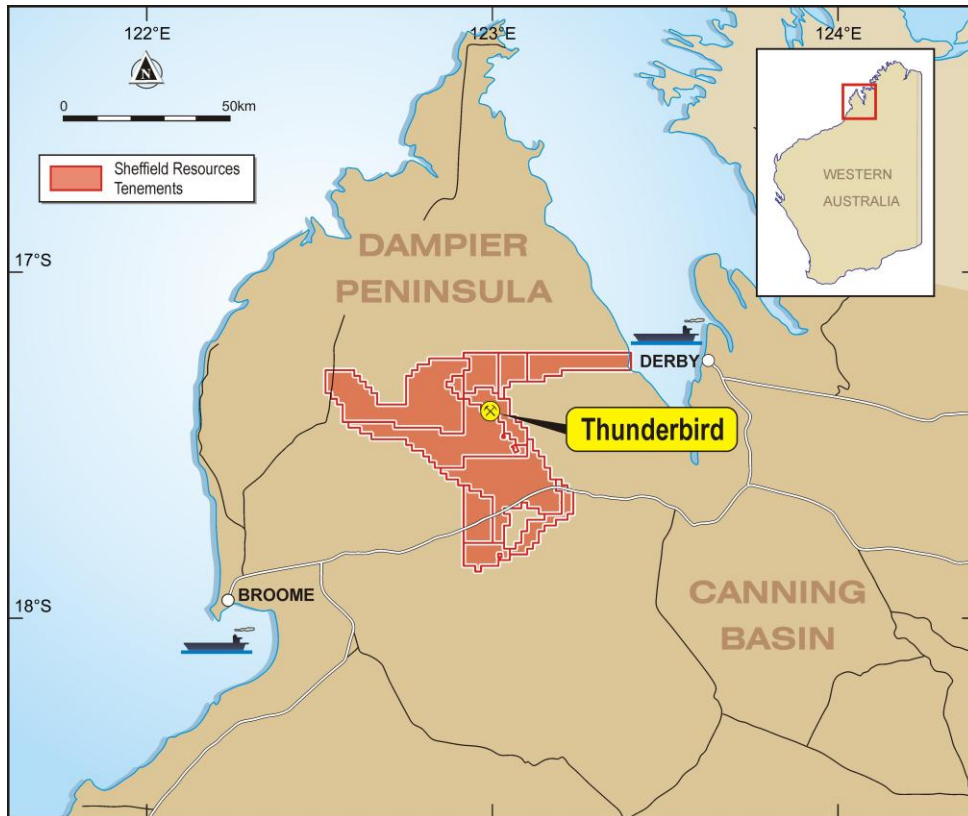 122°E
123°E
124°E
N
0
50km
Sheffield Resources
Tenements
WESTERN
AUSTRALIA
17°S
DAMPIER
PENINSULA
DERBY
Thunderbird
18°S
BROOME
CANNING
BASIN